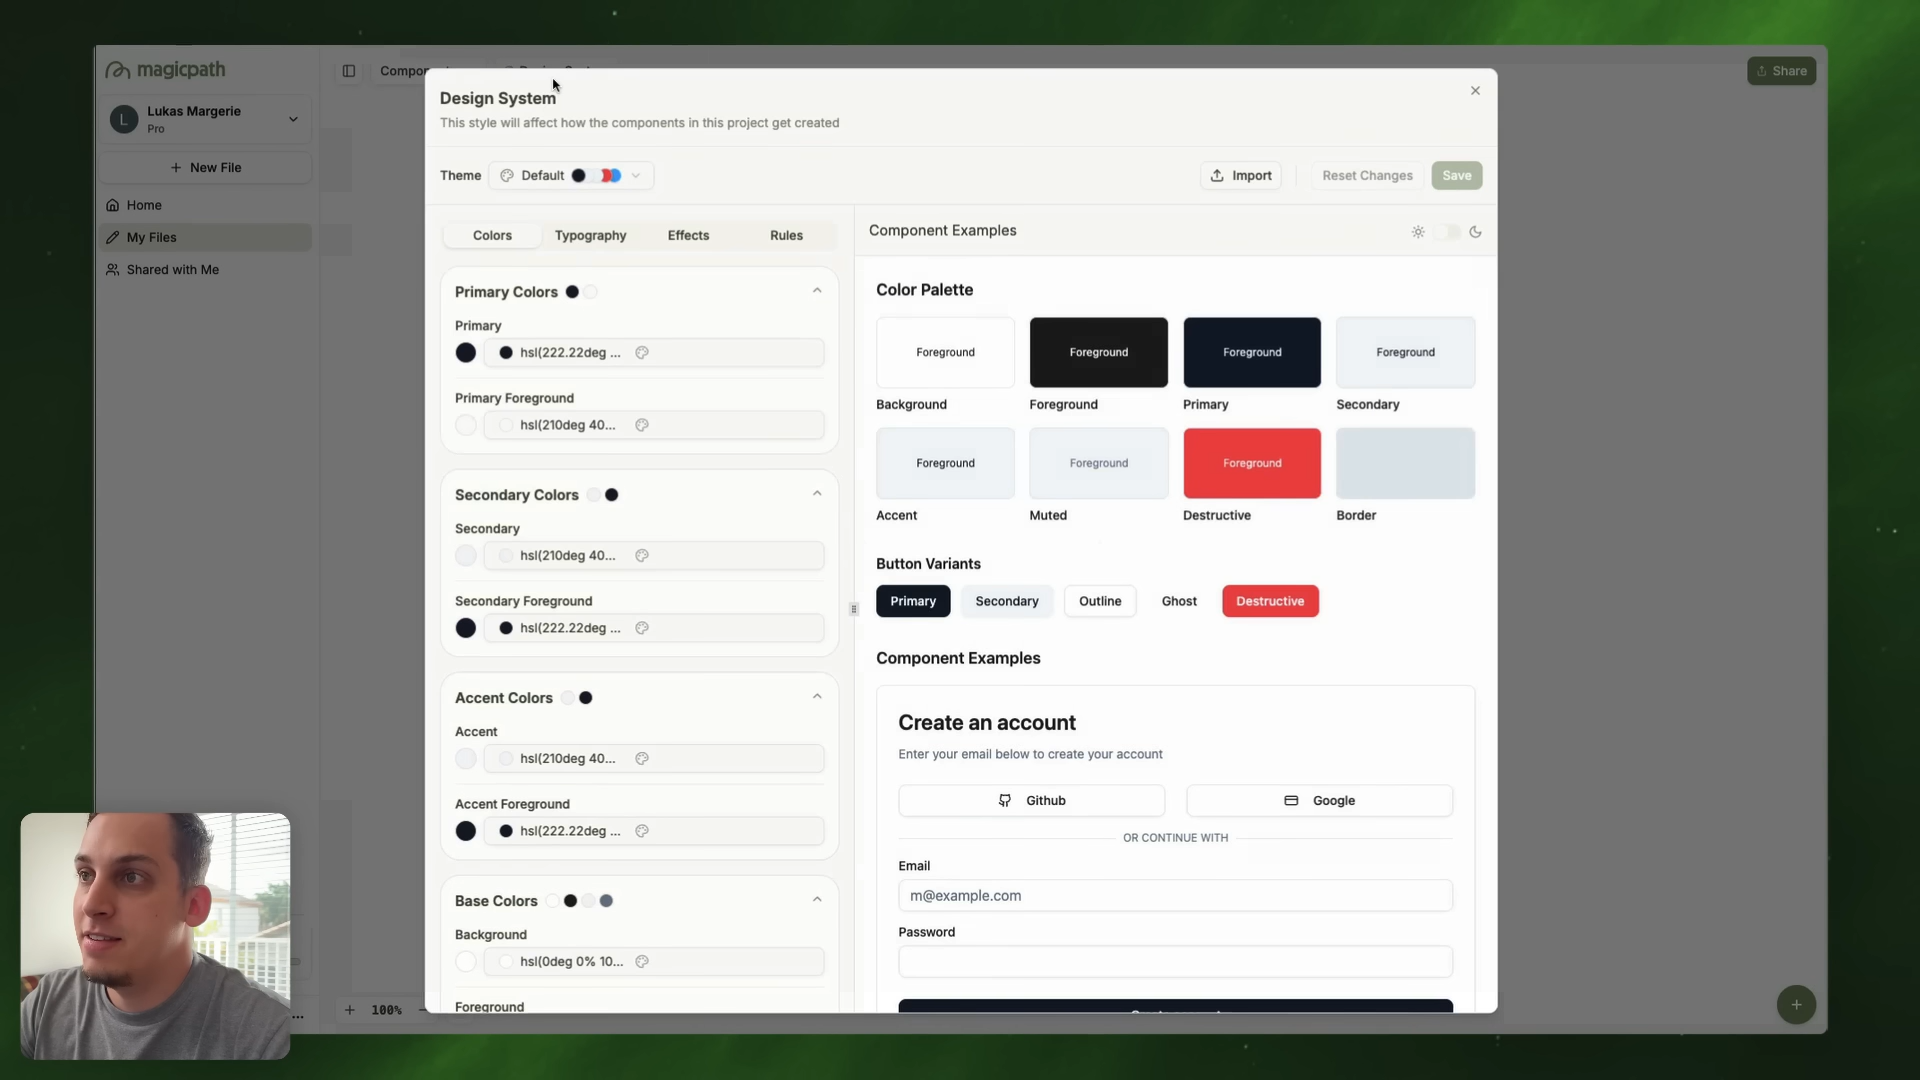 magicpath
L
Lukas Margerie
Pro
New File
Home
My Files
Shared with Me
Share
100%
Design System
This style will affect how the components in this project get created
Theme
Default
Import
Reset Changes
Save
Colors
Typography
Effects
Rules
Primary Colors
Primary
hsl(222.22deg ...
Primary Foreground
hsl(210deg 40...
Secondary Colors
Secondary
hsl(210deg 40...
Secondary Foreground
hsl(222.22deg ...
Accent Colors
Accent
hsl(210deg 40...
Accent Foreground
hsl(222.22deg ...
Base Colors
Background
hsl(0deg 0% 10...
Foreground
Component Examples
Color Palette
Foreground
Foreground
Foreground
Foreground
Background
Foreground
Primary
Secondary
Foreground
Foreground
Foreground
Accent
Muted
Destructive
Border
Button Variants
Primary
Secondary
Outline
Ghost
Destructive
Component Examples
Create an account
Enter your email below to create your account
Github
Google
OR CONTINUE WITH
Email
m@example.com
Password